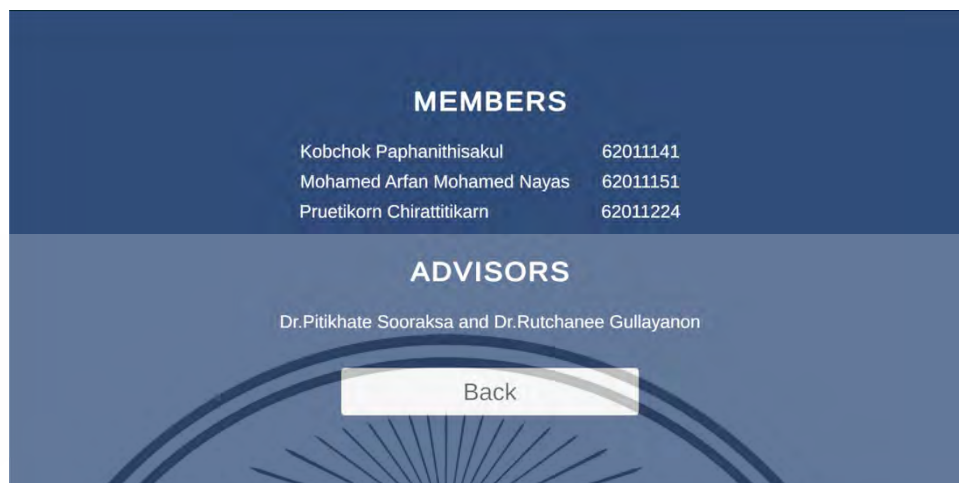 MEMBERS
Kobchok Paphanithisakul 62011141
Mohamed Arfan Mohamed Nayas 62011151
Pruetikorn Chirattitikarn 62011224
ADVISORS
Dr.Pitikhate Sooraksa and Dr.Rutchanee Gullayanon
Back